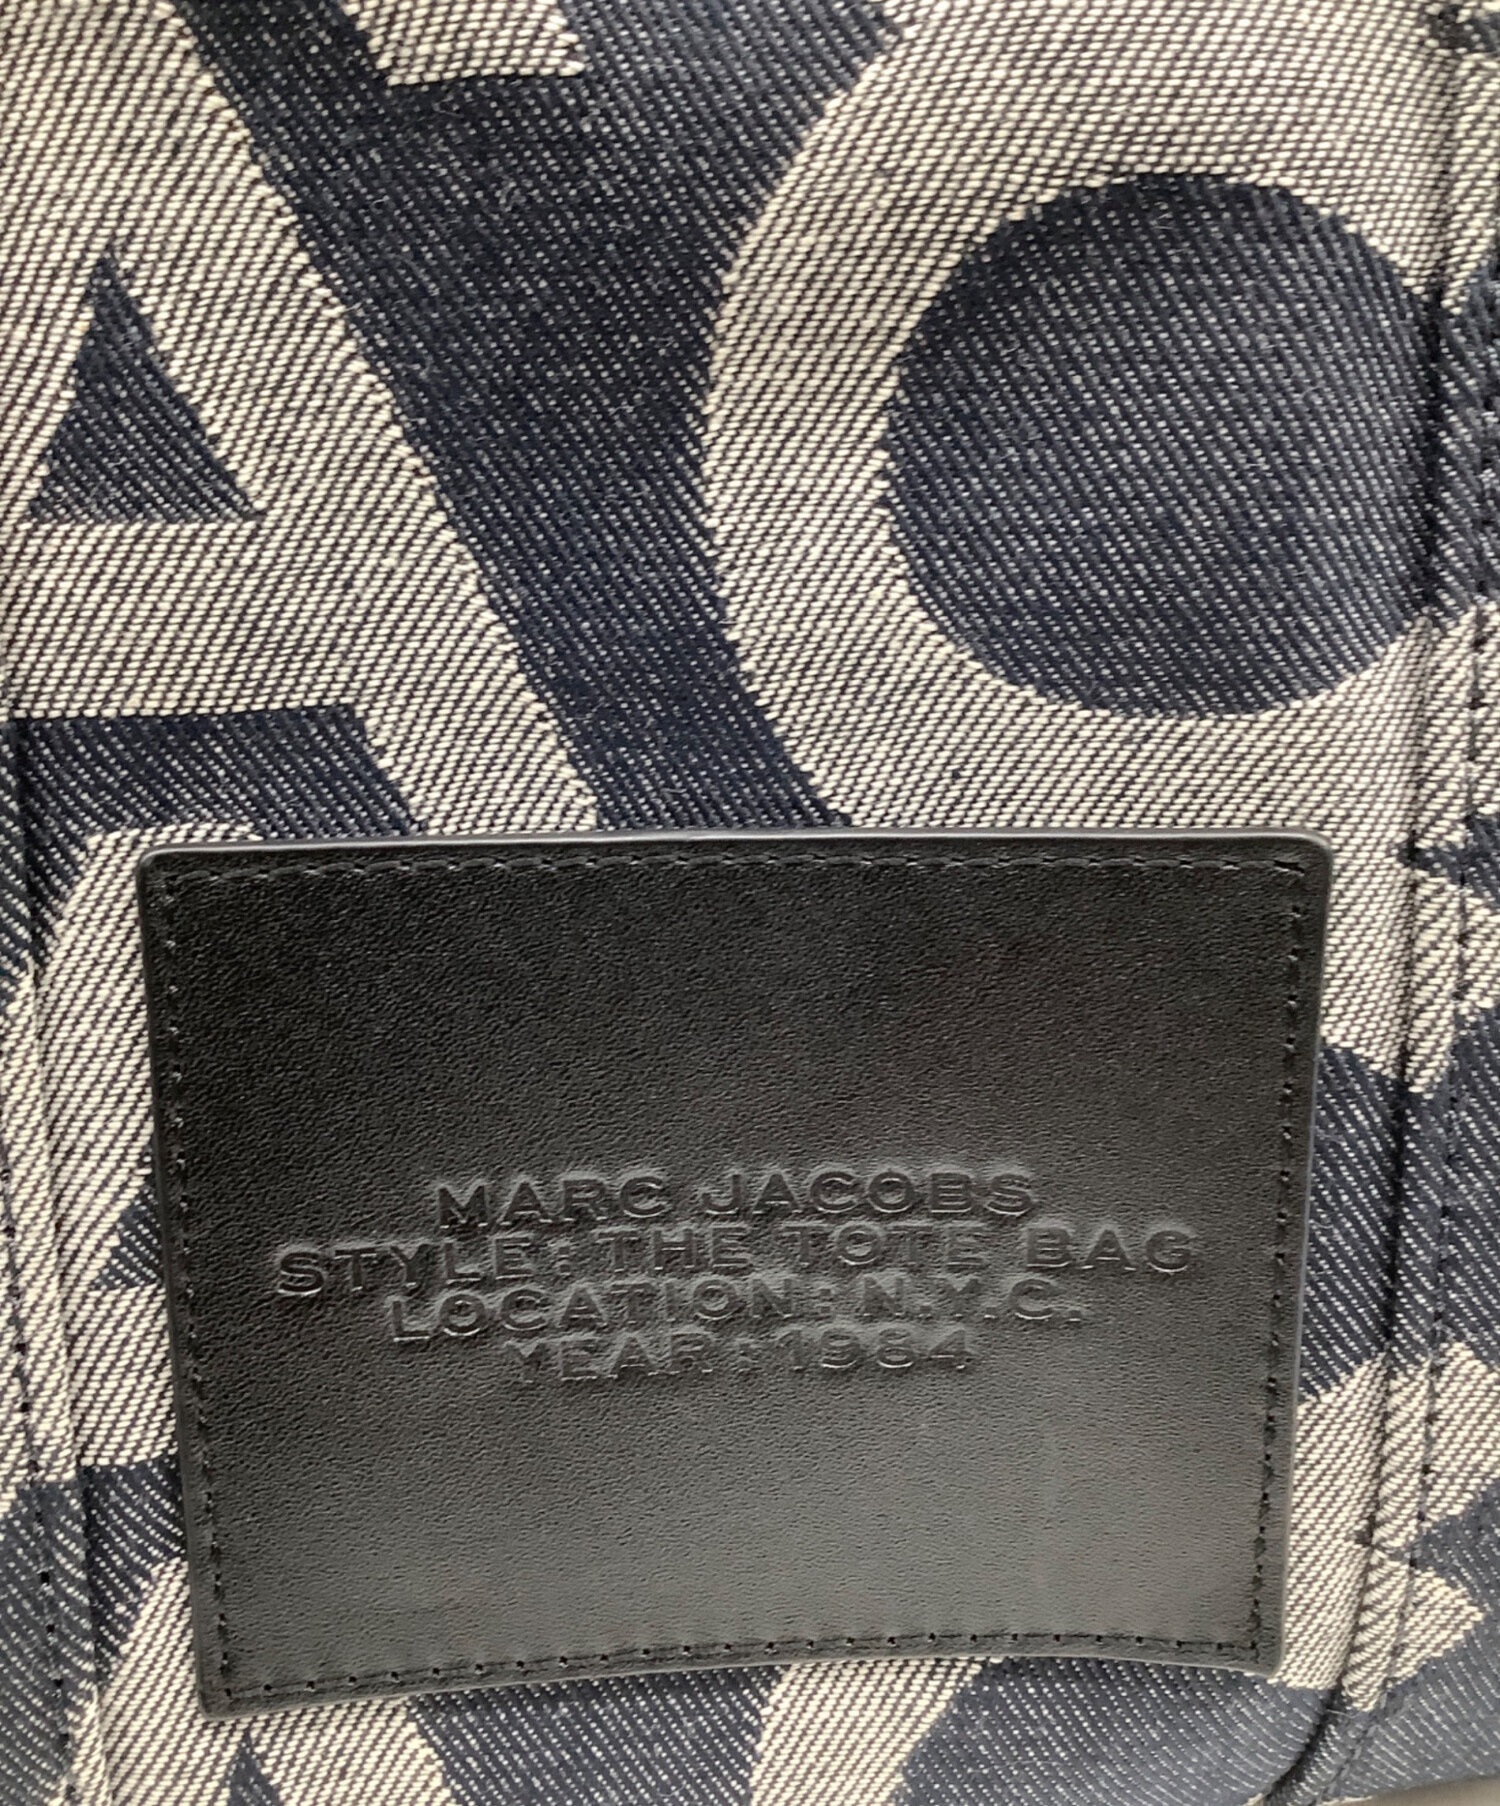 MARC JACOBS
STYLE: THE TOTE BAG
LOCATION: N.Y.C.
YEAR: 1984